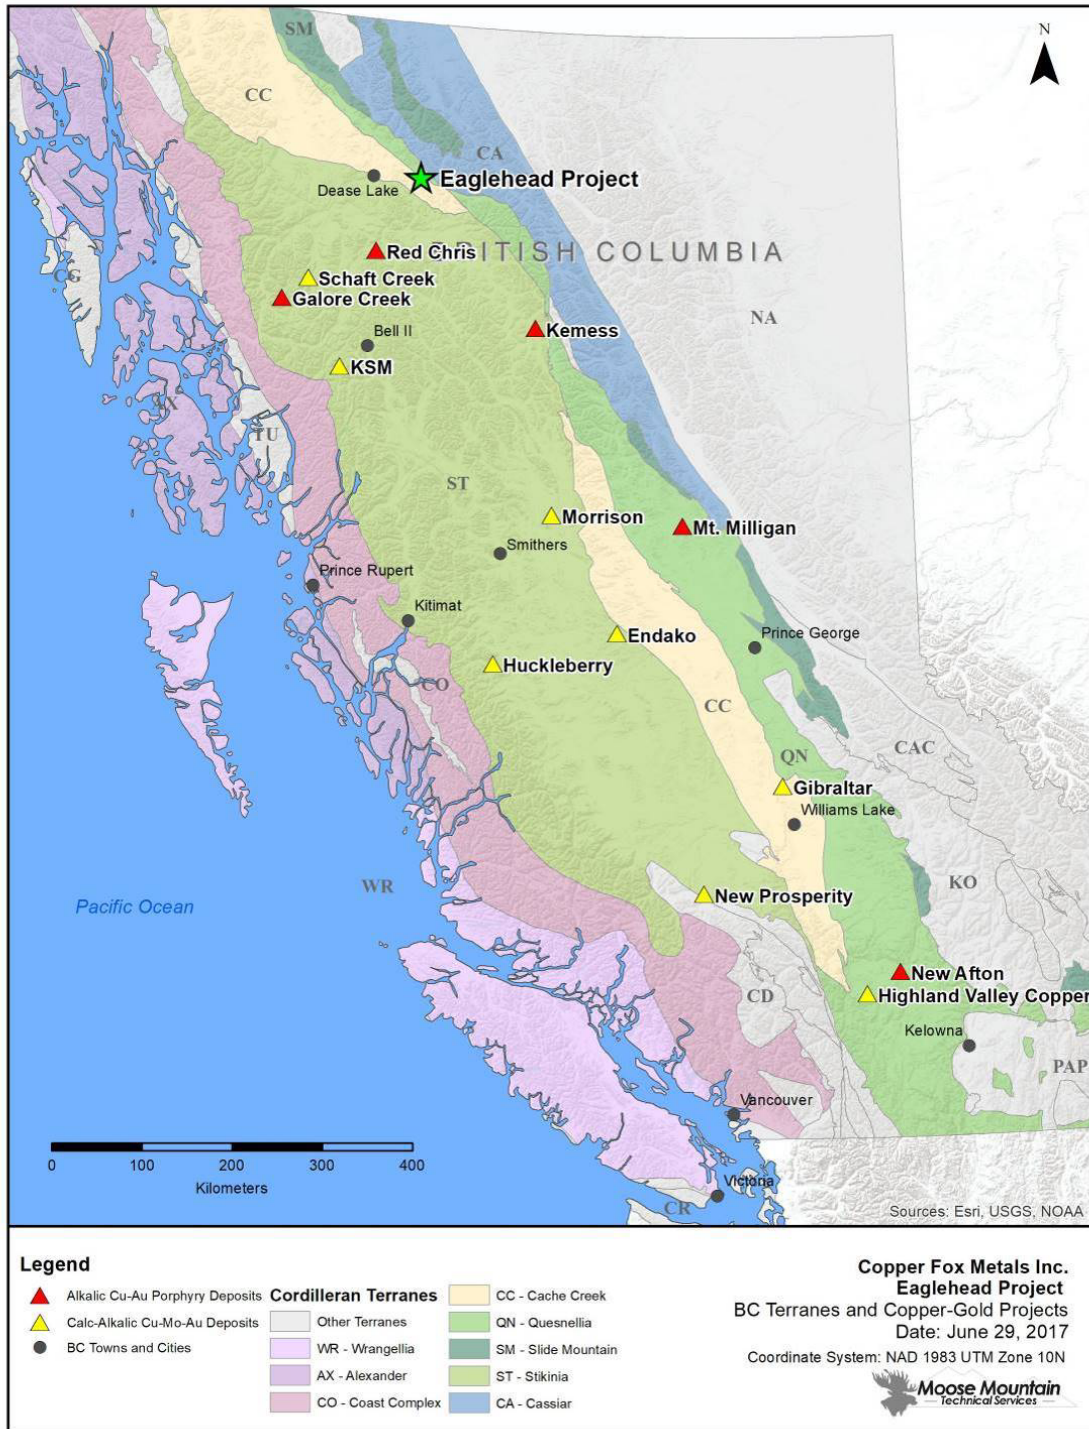 N
SM
CC
CA
Dease Lake
Eaglehead Project
Red Chris
BRITISH COLUMBIA
CG
Schaft Creek
Galore Creek
NA
Bell II
Kemess
KSM
AX
TU
ST
Morrison
Mt. Milligan
Smithers
Prince Rupert
Kitimat
Endako
Prince George
Huckleberry
CO
CC
CAC
QN
Gibraltar
Williams Lake
WR
KO
New Prosperity
Pacific Ocean
New Afton
Highland Valley Copper
CD
Kelowna
PAP
Vancouver
0 100 200 300 400
Kilometers
Victoria
CR
Sources: Esri, USGS, NOAA
Legend
Alkalic Cu-Au Porphyry Deposits
Calc-Alkalic Cu-Mo-Au Deposits
BC Towns and Cities
Cordilleran Terranes
Other Terranes
WR - Wrangellia
AX - Alexander
CO - Coast Complex
CC - Cache Creek
QN - Quesnellia
SM - Slide Mountain
ST - Stikinia
CA - Cassiar
Copper Fox Metals Inc.
Eaglehead Project
BC Terranes and Copper-Gold Projects
Date: June 29, 2017
Coordinate System: NAD 1983 UTM Zone 10N
Moose Mountain
Technical Services